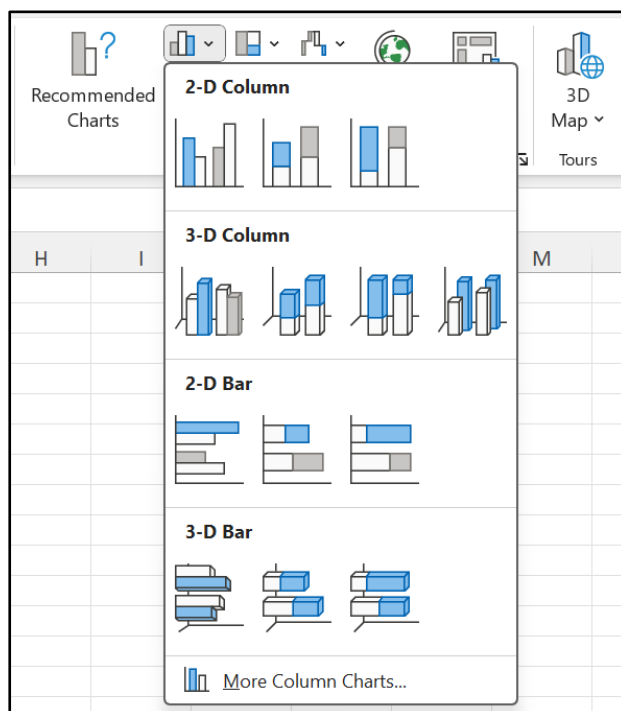 Recommended
Charts
3D
Map
Tours
2-D Column
H
I
M
3-D Column
2-D Bar
3-D Bar
More Column Charts...